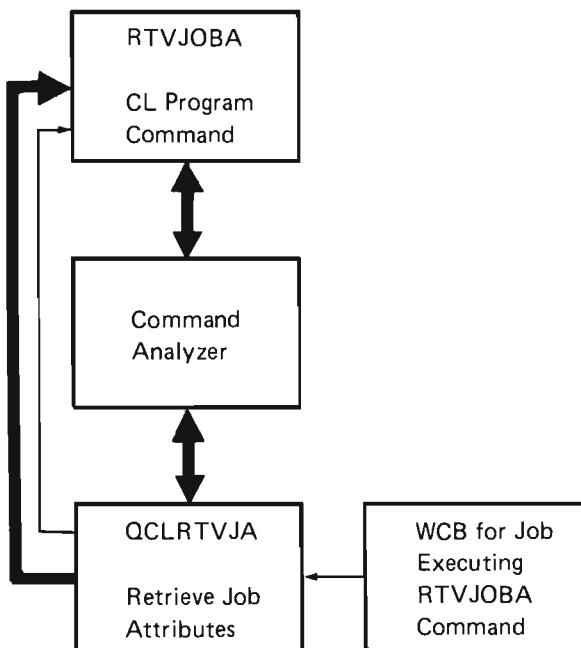 RTVJOBA
CL Program
Command
Command
Analyzer
QCLRTVJA
Retrieve Job
Attributes
WCB for Job
Executing
RTVJOBA
Command